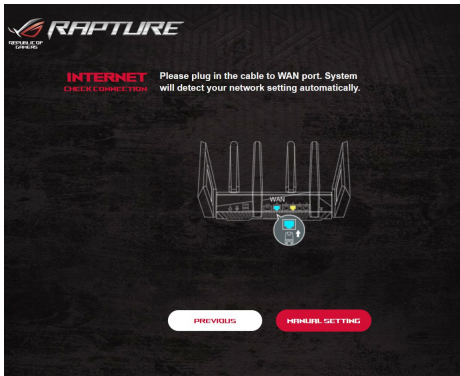 REPUBLIC OF
GAMERS
RAPTURE
INTERNET
CHECK CONNECTION
Please plug in the cable to WAN port. System
will detect your network setting automatically.
WAN
PREVIOUS
MANUAL SETTING